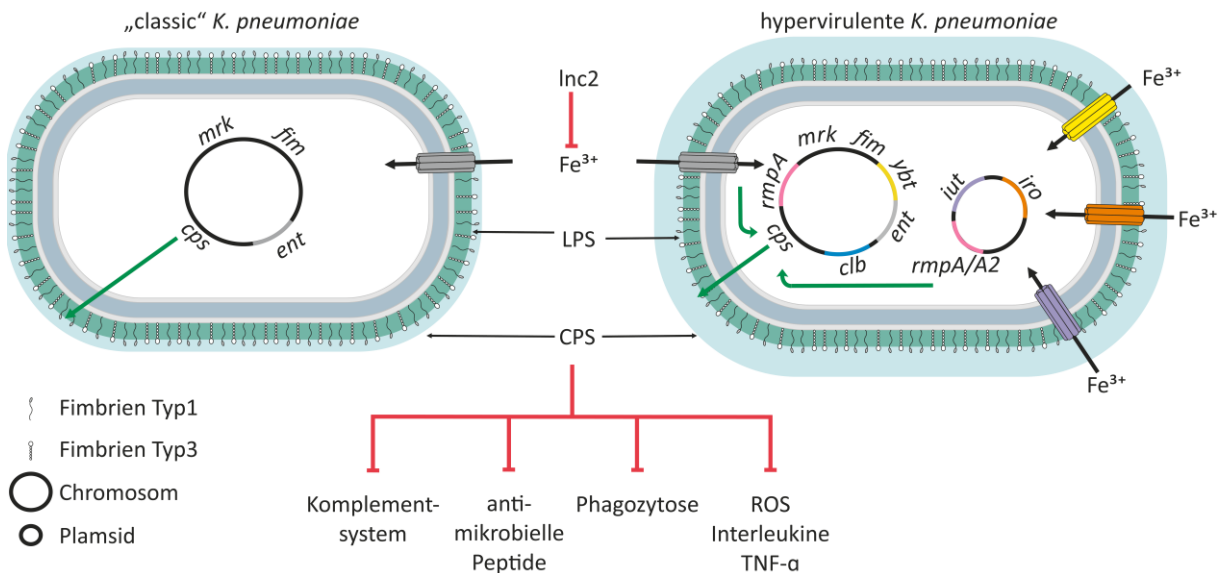 „classic“ K. pneumoniae
hypervirulente K. pneumoniae
lnc2
Fe³⁺
LPS
CPS
mrk
fim
cps
ent
mrk
fim
ybt
ent
clb
cps
rmpA
iut
iro
rmpA/A2
Fe³⁺
Fe³⁺
Fe³⁺
Fimbrien Typ1
Fimbrien Typ3
Chromosom
Plamsid
Komplement-
system
anti-
mikrobielle
Peptide
Phagozytose
ROS
Interleukine
TNF-α